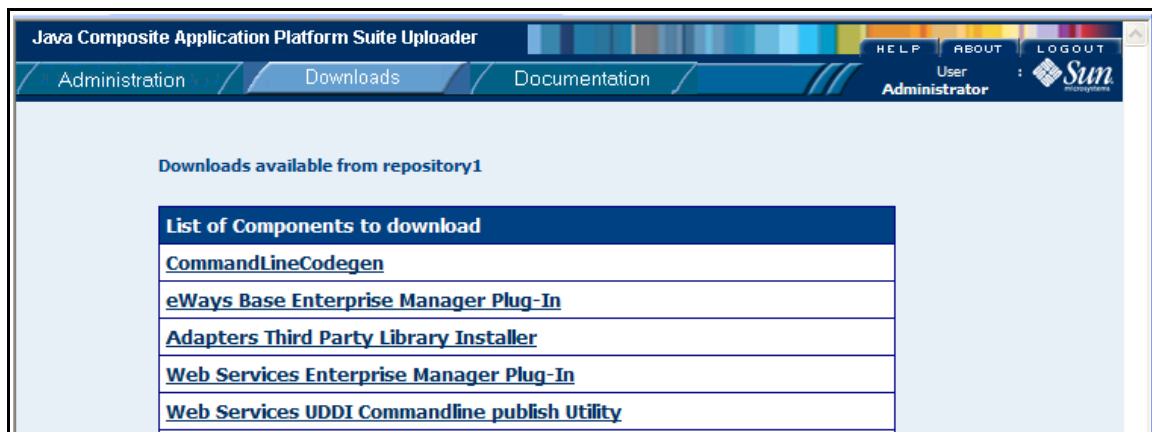 Java Composite Application Platform Suite Uploader
HELP ABOUT LOGOUT
Administration Downloads Documentation
User :
Administrator
Sun
microsystems
Downloads available from repository1
List of Components to download
CommandLineCodegen
eWays Base Enterprise Manager Plug-In
Adapters Third Party Library Installer
Web Services Enterprise Manager Plug-In
Web Services UDDI Commandline publish Utility